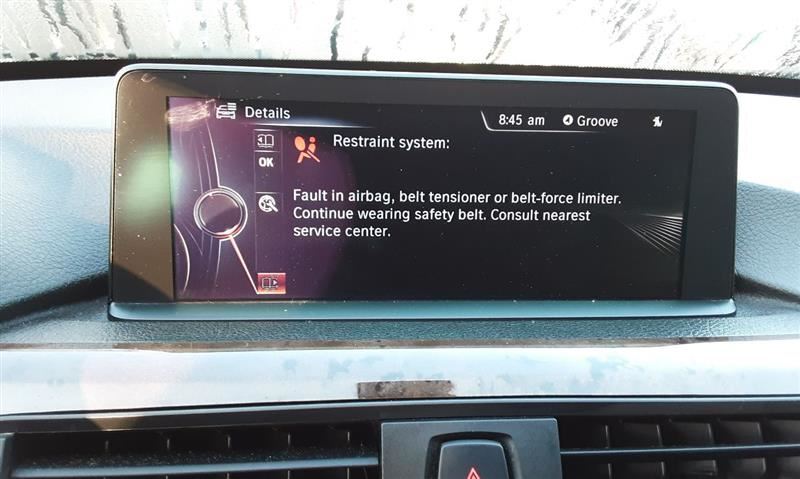 Details
8:45 am
Groove
OK
Restraint system:
Fault in airbag, belt tensioner or belt-force limiter.
Continue wearing safety belt. Consult nearest
service center.